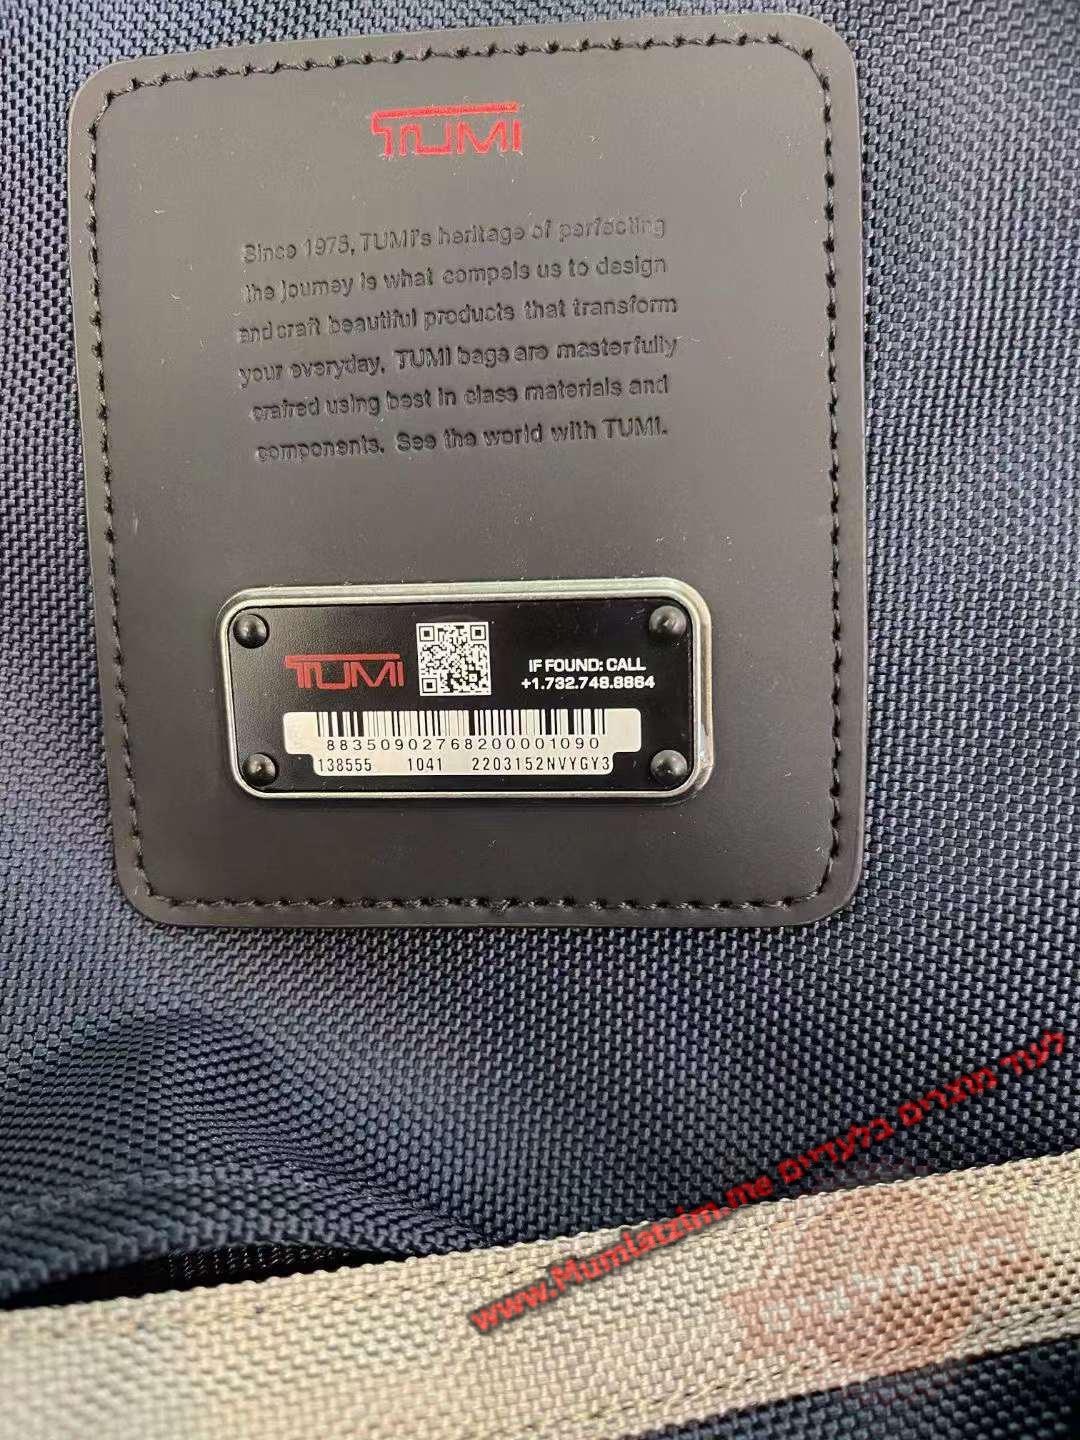 TUMI
Since 1975, TUMI's heritage of perfecting
the journey is what compels us to design
and craft beautiful products that transform
your everyday. TUMI bags are masterfully
crafted using best in class materials and
components. See the world with TUMI.
TUMI
IF FOUND: CALL
+1.732.748.8864
88350902768200001090
138555 1041 2203152NVYGY3
לעוד מוצרים בלעדיים www.Mumlatzim.me